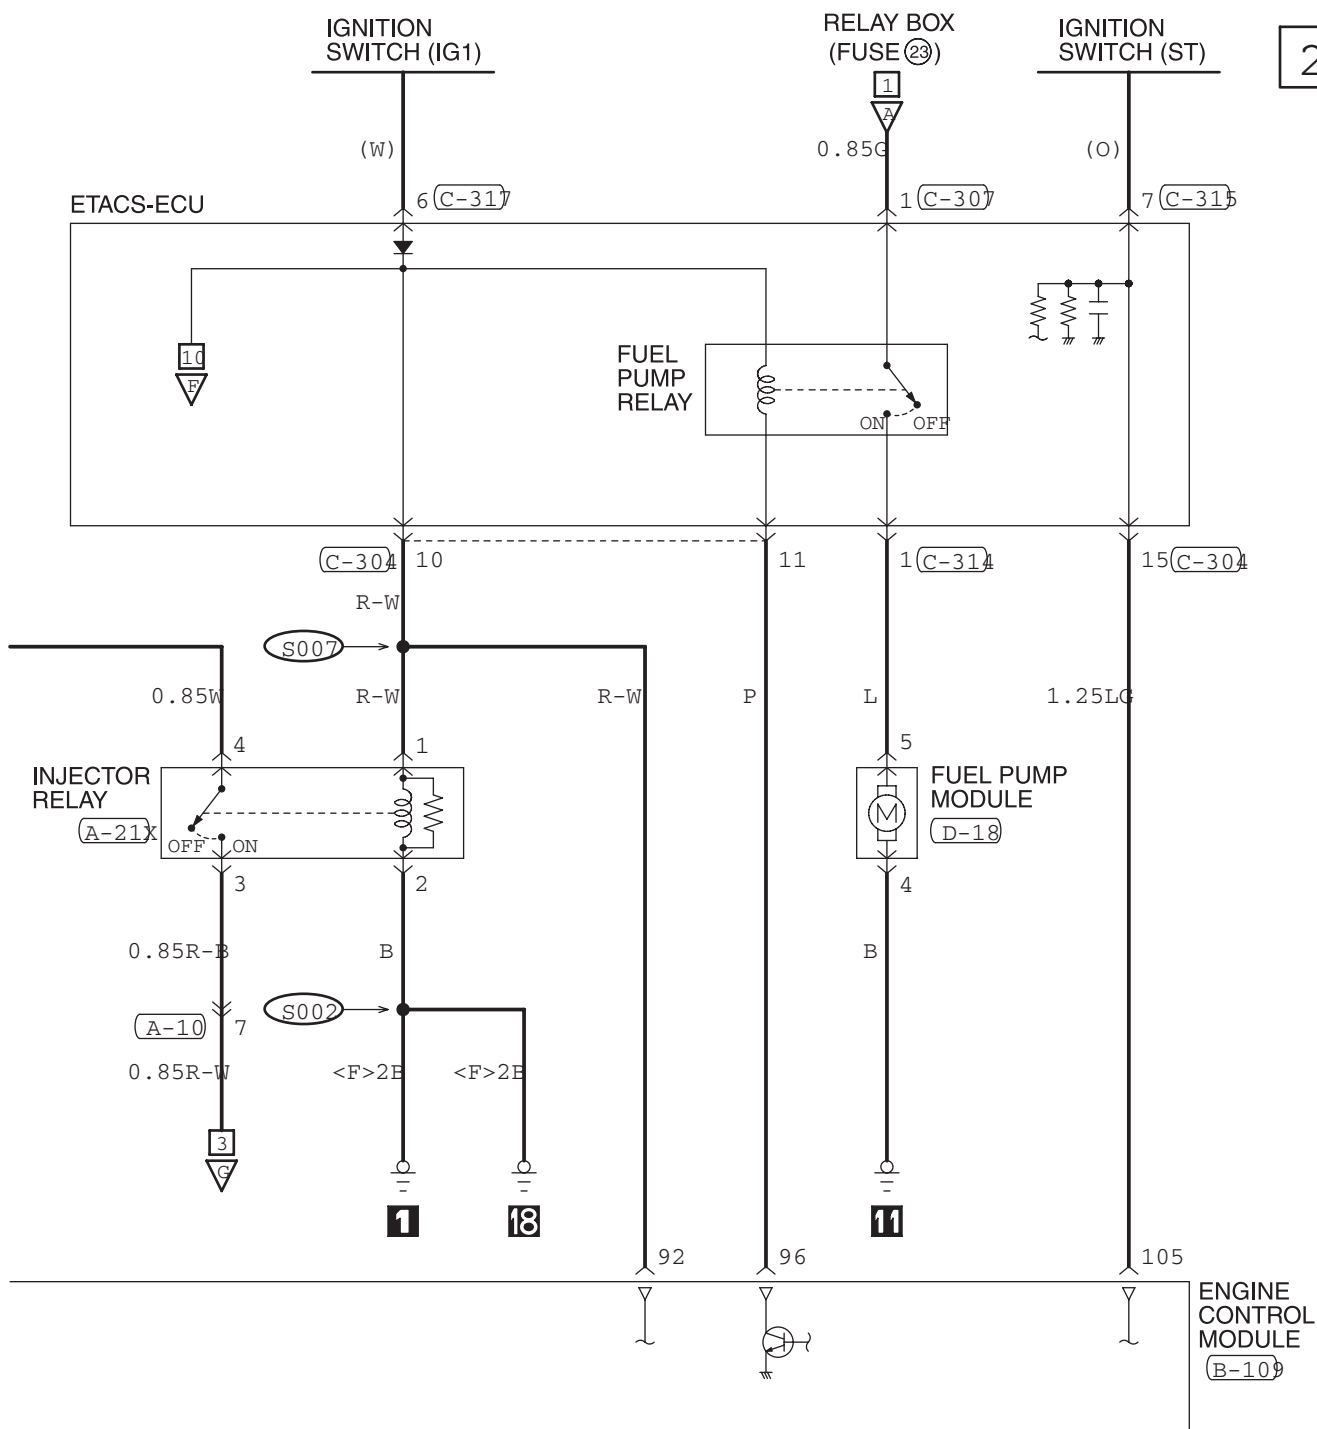 IGNITION
SWITCH (IG1)
RELAY BOX
(FUSE 23)
IGNITION
SWITCH (ST)
2
1
A
(W)
0.85G
(O)
ETACS-ECU
6 C-317
1 C-307
7 C-315
10
F
FUEL
PUMP
RELAY
ON OFF
C-304 10
11
1 C-314
15 C-304
R-W
S007
0.85W
R-W
R-W
P
L
1.25LG
4
1
5
INJECTOR
RELAY
A-21X
OFF ON
FUEL PUMP
MODULE
D-18
M
3
2
4
0.85R-B
B
B
S002
A-10 7
0.85R-W
<F>2B
<F>2B
3
G
1
18
11
92
96
105
ENGINE
CONTROL
MODULE
B-109